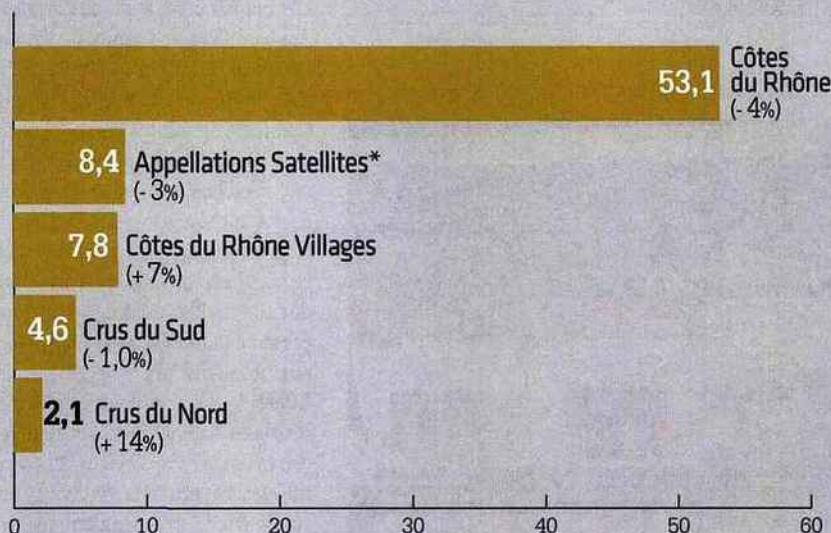 53,1 Côtes
du Rhône
(- 4%)
8,4 Appellations Satellites*
(- 3%)
7,8 Côtes du Rhône Villages
(+ 7%)
4,6 Crus du Sud
(- 1,0%)
2,1 Crus du Nord
(+ 14%)
0 10 20 30 40 50 60